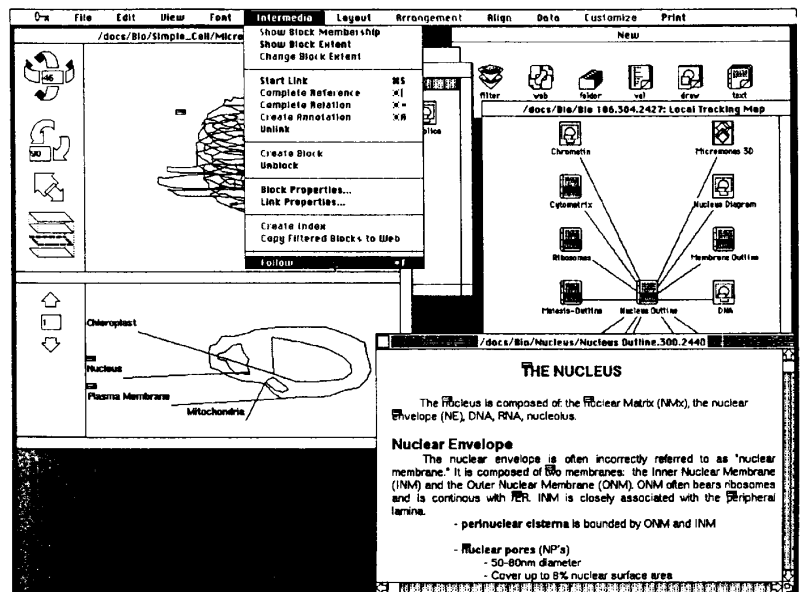 File Edit View Font Intermedia Layout Arrangement Align Data Customize Print
/docs/Bio/Simple_Cell/Micro
Show Block Membership
Show Block Extent
Change Block Extent
Start Link ⌘S
Complete Reference
Complete Relation
Create Annotation
Unlink
Create Block
Unblock
Block Properties...
Link Properties...
Create Index
Copy Filtered Blocks to Web
Follow
46
90
New
filter web folder val draw text
/docs/Bio/Bio 106.304.2427: Local Tracking Map
Chromatin Micromones 3D
Cytomatrix Nucleus Diagram
Ribosomes Membrane Outline
Meiosis-Outline Nucleus Outline DNA
1
Chloroplast
Nucleus
Plasma Membrane
Mitochondria
/docs/Bio/Nucleus/Nucleus Outline.300.2440
THE NUCLEUS
The nucleus is composed of: the Nuclear Matrix (NMx), the nuclear
envelope (NE), DNA, RNA, nucleolus.
Nuclear Envelope
The nuclear envelope is often incorrectly referred to as "nuclear
membrane." It is composed of two membranes: the Inner Nuclear Membrane
(INM) and the Outer Nuclear Membrane (ONM). ONM often bears ribosomes
and is continous with rER. INM is closely associated with the peripheral
lamina.
- perinuclear cisterna is bounded by ONM and INM
- Nuclear pores (NP's)
- 50-80nm diameter
- Cover up to 8% nuclear surface area